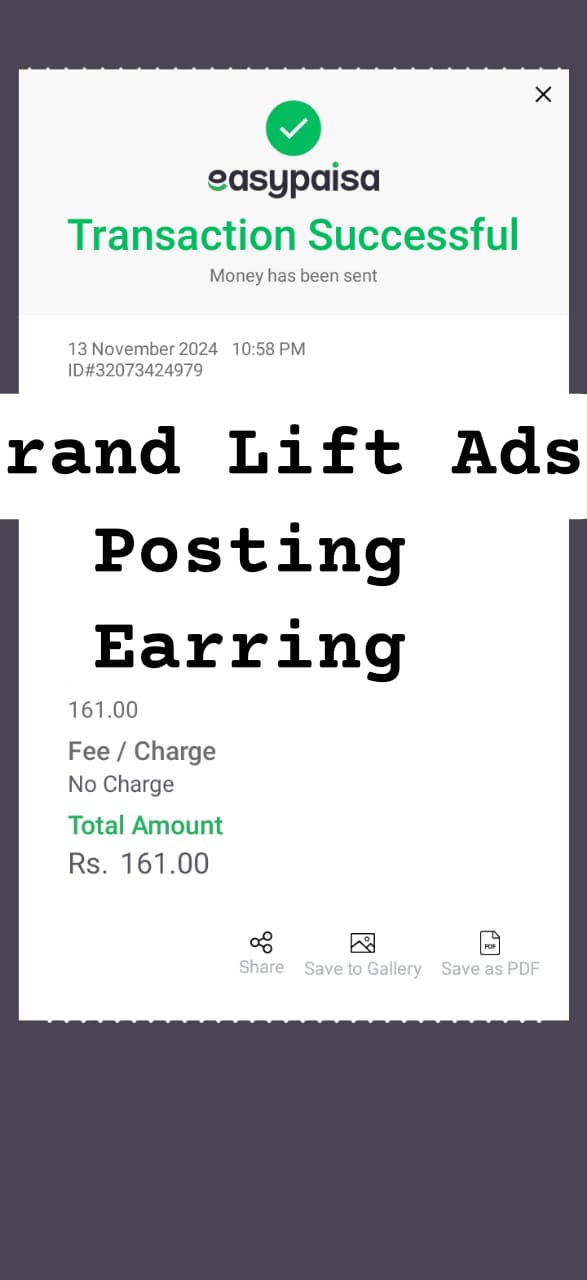 easypaisa
Transaction Successful
Money has been sent
13 November 2024 10:58 PM
ID#32073424979
rand Lift Ads
Posting
Earring
161.00
Fee / Charge
No Charge
Total Amount
Rs. 161.00
Share Save to Gallery Save as PDF